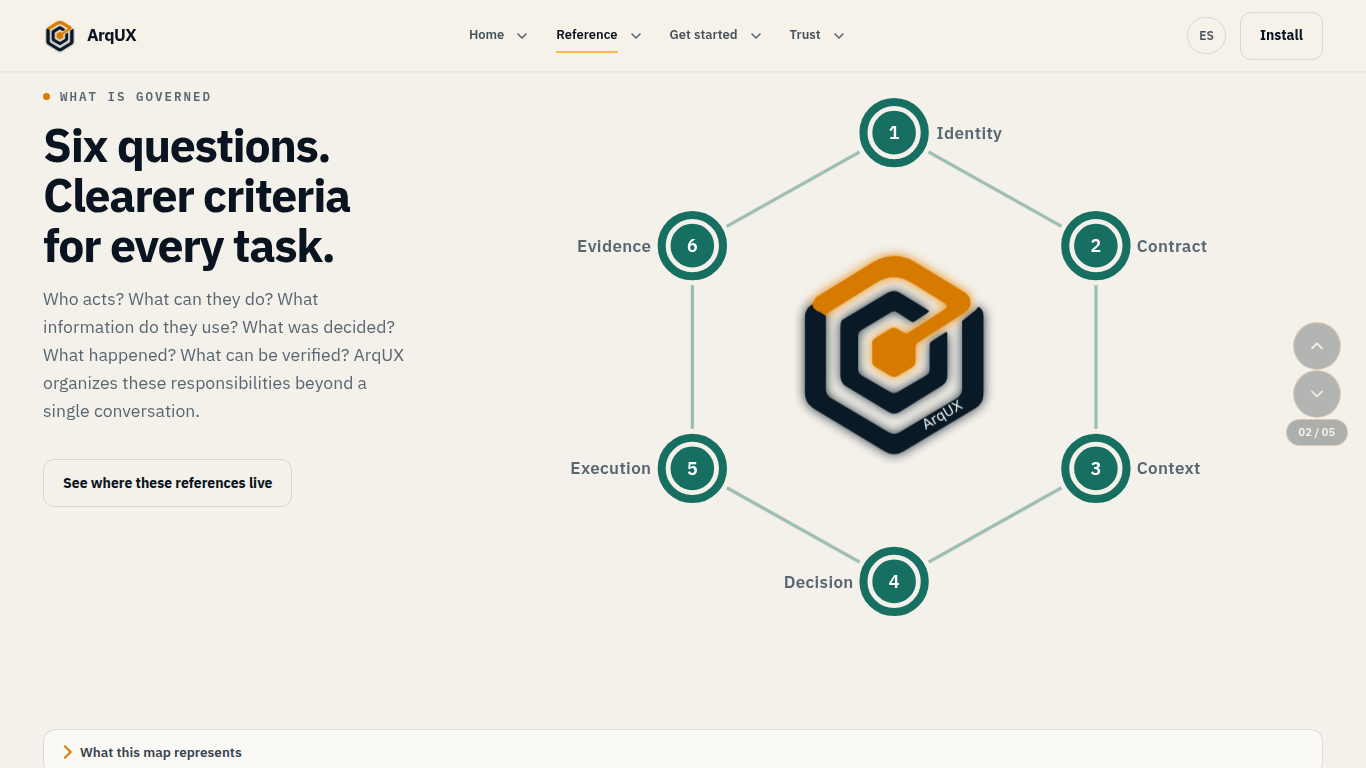 ArqUX
Home
Reference
Get started
Trust
ES
Install
WHAT IS GOVERNED
Six questions.
Clearer criteria
for every task.
Who acts? What can they do? What
information do they use? What was decided?
What happened? What can be verified? ArqUX
organizes these responsibilities beyond a
single conversation.
See where these references live
1
Identity
Evidence
6
2
Contract
ArqUX
Execution
5
3
Context
Decision
4
02 / 05
What this map represents